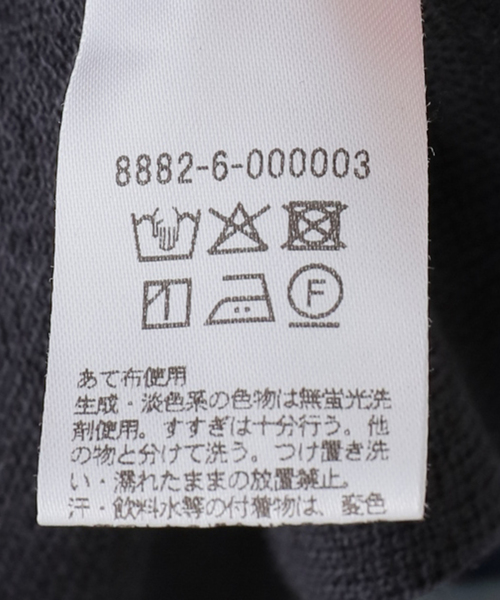 8882-6-000003
F
あて布使用
生成・淡色系の色物は無蛍光洗
剤使用。すすぎは十分行う。他
の物と分けて洗う。つけ置き洗
い・濡れたままの放置禁止。
汗・飲料水等の付着物は、変色